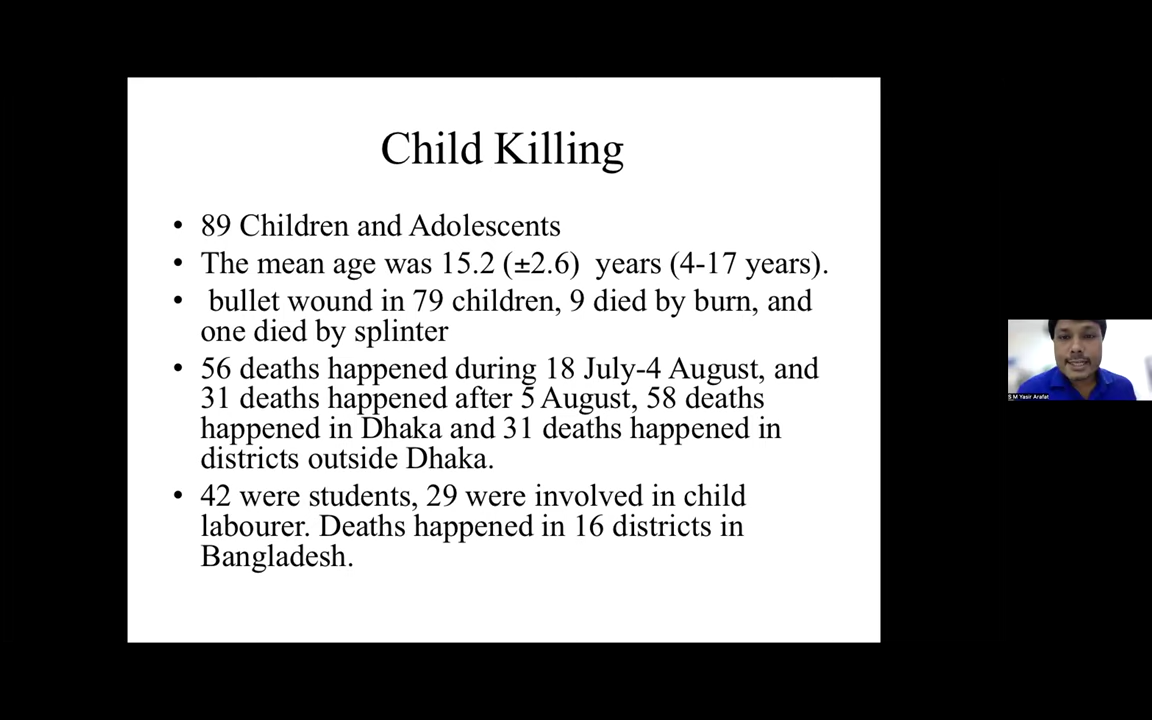 Child Killing
• 89 Children and Adolescents
• The mean age was 15.2 (±2.6)  years (4-17 years).
•  bullet wound in 79 children, 9 died by burn, and
one died by splinter
• 56 deaths happened during 18 July-4 August, and
31 deaths happened after 5 August, 58 deaths
happened in Dhaka and 31 deaths happened in
districts outside Dhaka.
• 42 were students, 29 were involved in child
labourer. Deaths happened in 16 districts in
Bangladesh.
S M Yasir Arafat